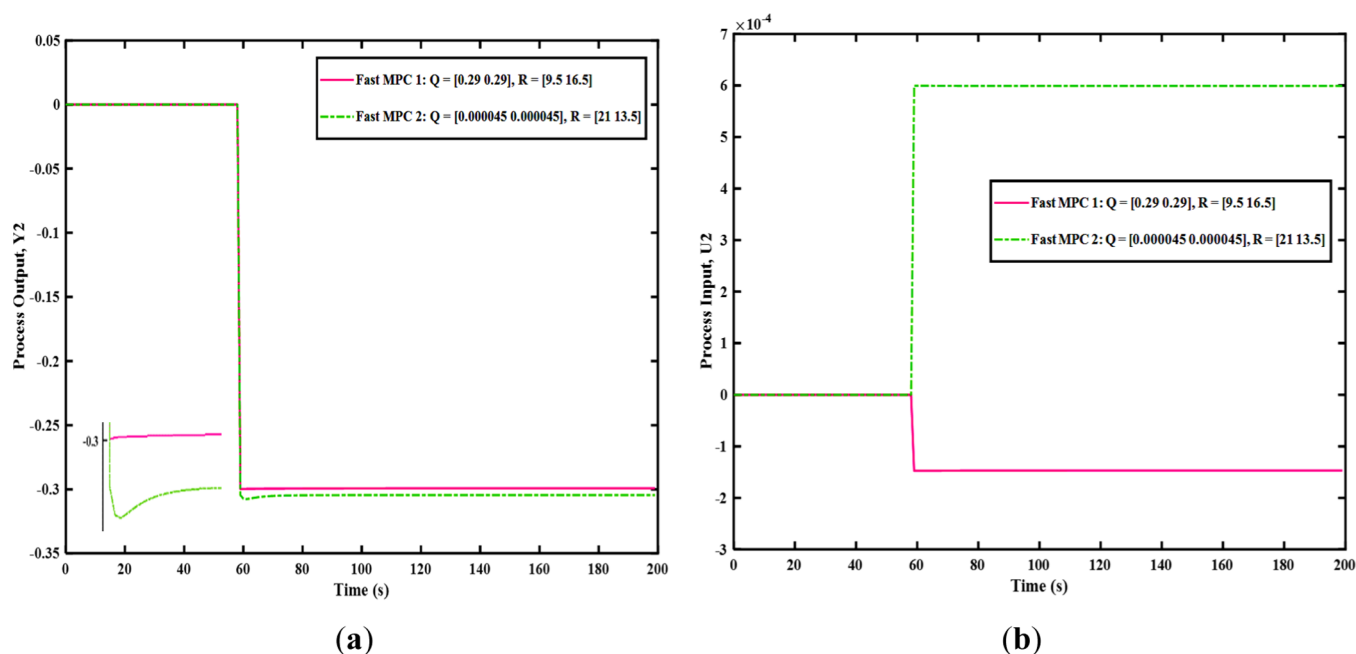 0.05
0
-0.05
-0.1
-0.15
-0.2
-0.25
-0.3
-0.35
Process Output, Y2
Fast MPC 1: Q = [0.29 0.29], R = [9.5 16.5]
Fast MPC 2: Q = [0.000045 0.000045], R = [21 13.5]
-0.3
0 20 40 60 80 100 120 140 160 180 200
Time (s)
(a)
×10⁻⁴
7
6
5
4
3
2
1
0
-1
-2
-3
Process Input, U2
Fast MPC 1: Q = [0.29 0.29], R = [9.5 16.5]
Fast MPC 2: Q = [0.000045 0.000045], R = [21 13.5]
0 20 40 60 80 100 120 140 160 180 200
Time (s)
(b)